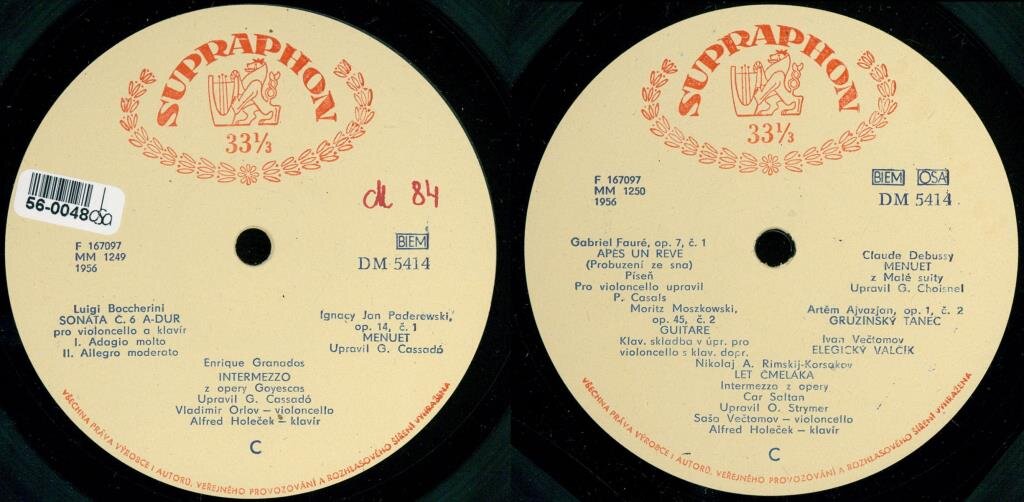 SUPRAPHON
33⅓
56-0048
dk 84
F 167097
MM 1249
1956
BIEM
DM 5414
Luigi Boccherini
SONÁTA Č. 6 A-DUR
pro violoncello a klavír
I. Adagio molto
II. Allegro moderato
Ignacy Jan Paderewski,
op. 14, č. 1
MENUET
Upravil G. Cassadó
Enrique Granados
INTERMEZZO
z opery Goyescas
Upravil G. Cassadó
Vladimír Orlov – violoncello
Alfred Holeček – klavír
C
VŠECHNA PRÁVA VÝROBCE I AUTORŮ, VEŘEJNÉHO PROVOZOVÁNÍ A ROZHLASOVÉHO ŠÍŘENÍ VYHRAŽENA
SUPRAPHON
33⅓
F 167097
MM 1250
1956
BIEM OSA
DM 5414
Gabriel Fauré, op. 7, č. 1
APES UN REVE
(Probuzení ze sna)
Píseň
Pro violoncello upravil
P. Casals
Moritz Moszkowski,
op. 45, č. 2
GUITARE
Klav. skladba v úpr. pro
violoncello s klav. dopr.
Claude Debussy
MENUET
z Malé suity
Upravil G. Choisnel
Artěm Ajvazjan, op. 1, č. 2
GRUZÍNSKÝ TANEC
Ivan Večtomov
ELEGICKÝ VALČÍK
Nikolaj A. Rimskij-Korsakov
LET ČMELÁKA
Intermezzo z opery
Car Saltan
Upravil O. Strymer
Saša Večtomov – violoncello
Alfred Holeček – klavír
C
VŠECHNA PRÁVA VÝROBCE I AUTORŮ, VEŘEJNÉHO PROVOZOVÁNÍ A ROZHLASOVÉHO ŠÍŘENÍ VYHRAŽENA